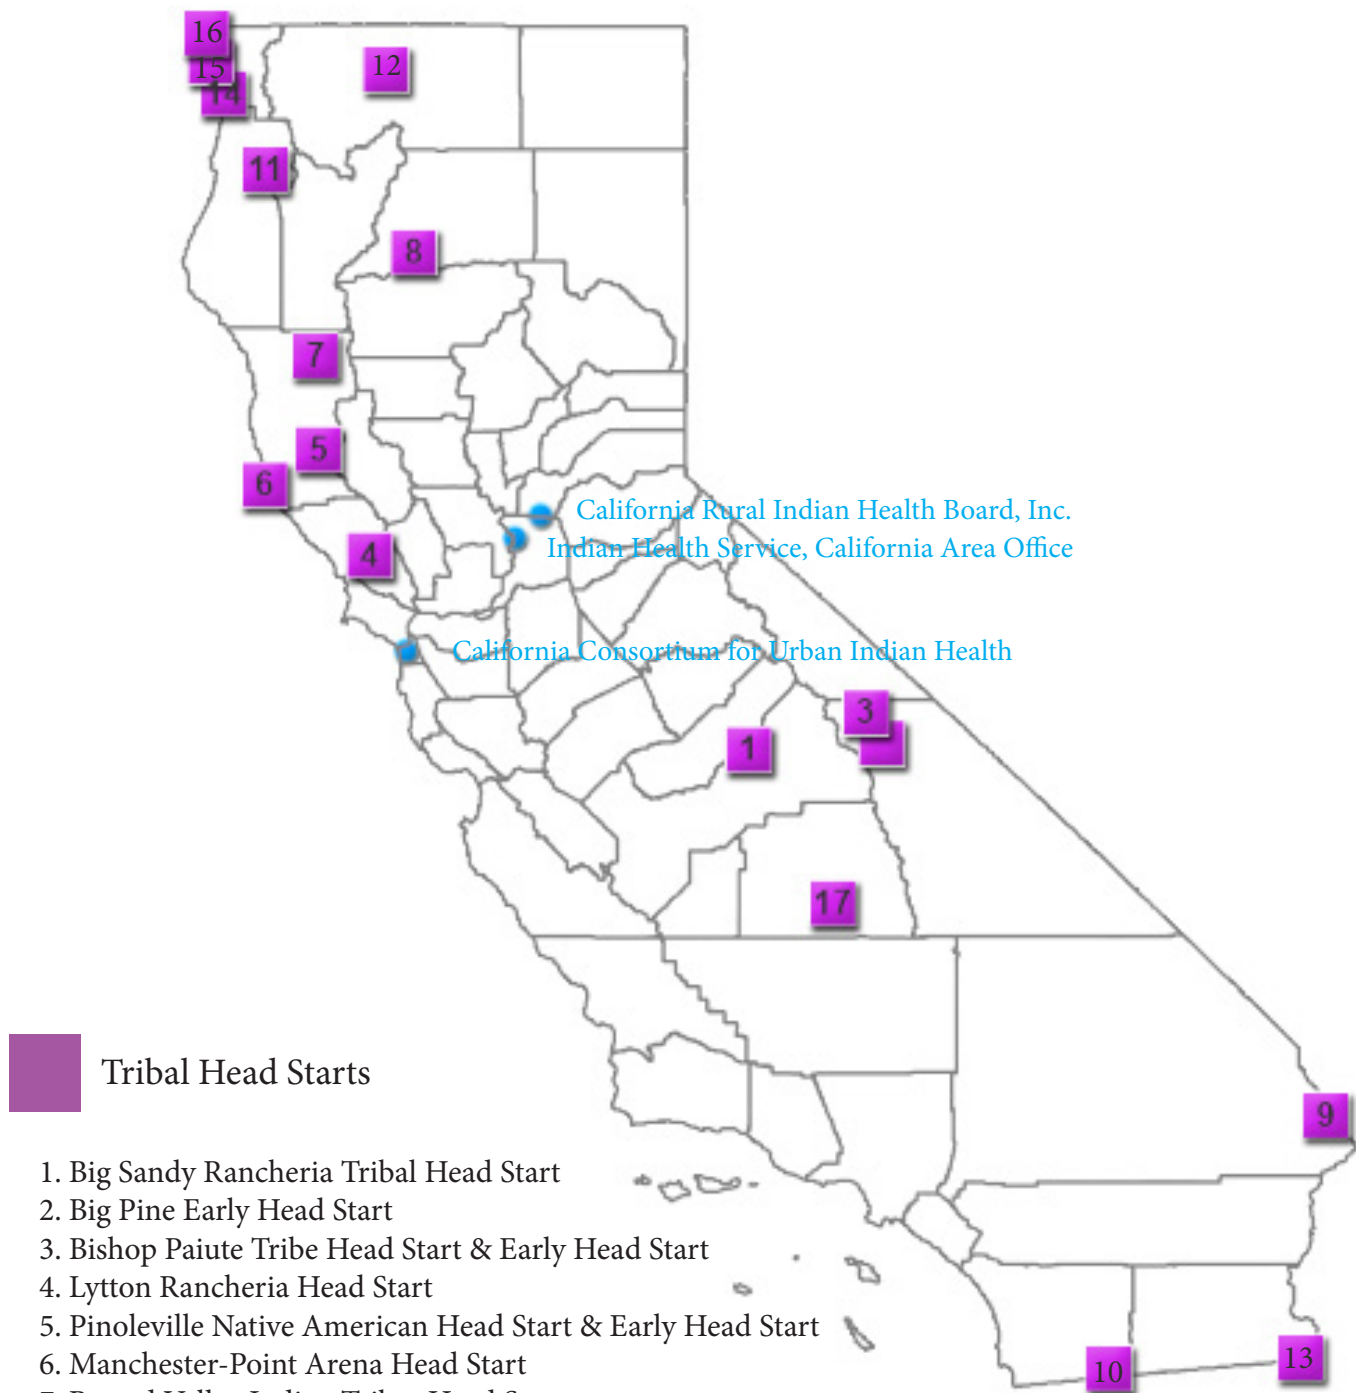 16
15
14
12
11
8
7
5
6
4
California Rural Indian Health Board, Inc.
Indian Health Service, California Area Office
California Consortium for Urban Indian Health
3
1
17
9
10
13
Tribal Head Starts
1. Big Sandy Rancheria Tribal Head Start
2. Big Pine Early Head Start
3. Bishop Paiute Tribe Head Start & Early Head Start
4. Lytton Rancheria Head Start
5. Pinoleville Native American Head Start & Early Head Start
6. Manchester-Point Arena Head Start